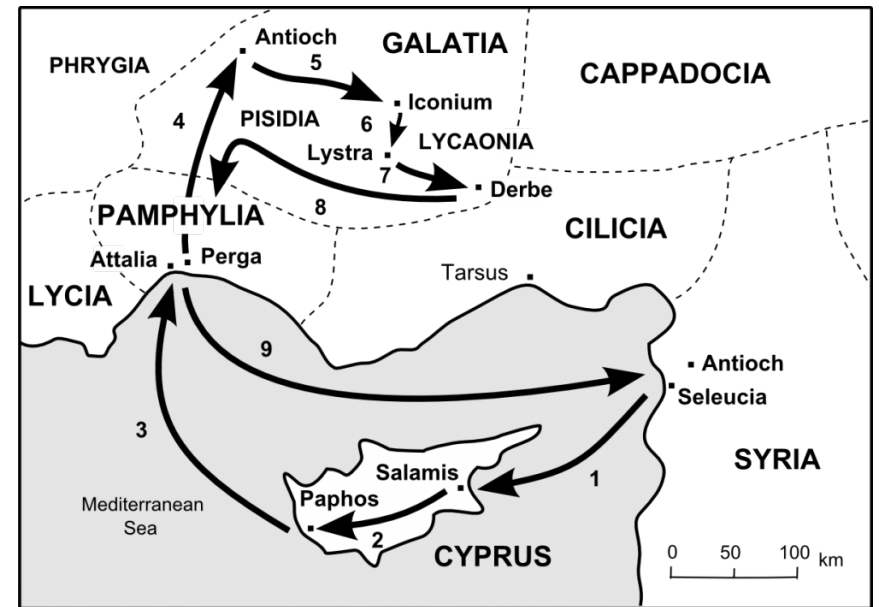 PHRYGIA
Antioch
GALATIA
5
CAPPADOCIA
Iconium
4
PISIDIA
6
LYCAONIA
Lystra
7
Derbe
8
PAMPHYLIA
CILICIA
Attalia
Perga
Tarsus
LYCIA
9
Antioch
Seleucia
3
SYRIA
Salamis
1
Paphos
Mediterranean
Sea
2
CYPRUS
0 50 100 km